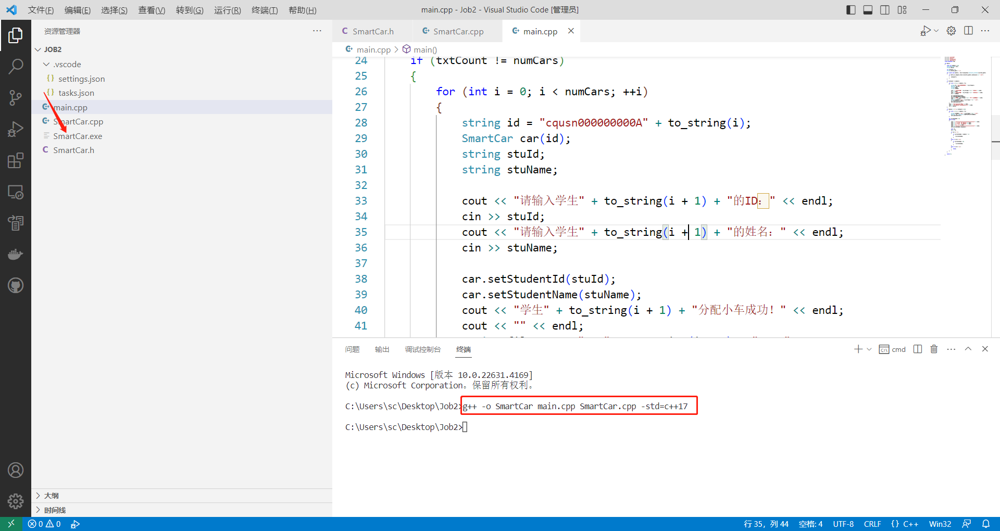 文件(F) 编辑(E) 选择(S) 查看(V) 转到(G) 运行(R) 终端(T) 帮助(H) main.cpp - Job2 - Visual Studio Code [管理员]
资源管理器
JOB2
.vscode
settings.json
tasks.json
main.cpp
SmartCar.cpp
SmartCar.exe
SmartCar.h
大纲
时间线
SmartCar.h SmartCar.cpp main.cpp
main.cpp > main()
24 if (txtCount != numCars)
25 {
26 for (int i = 0; i < numCars; ++i)
27 {
28 string id = "cqusn000000000A" + to_string(i);
29 SmartCar car(id);
30 string stuId;
31 string stuName;
32
33 cout << "请输入学生" + to_string(i + 1) + "的ID：" << endl;
34 cin >> stuId;
35 cout << "请输入学生" + to_string(i + 1) + "的姓名：" << endl;
36 cin >> stuName;
37
38 car.setStudentId(stuId);
39 car.setStudentName(stuName);
40 cout << "学生" + to_string(i + 1) + "分配小车成功！" << endl;
41 cout << "" << endl;
问题 输出 调试控制台 终端 cmd
Microsoft Windows [版本 10.0.22631.4169]
(c) Microsoft Corporation。保留所有权利。
C:\Users\sc\Desktop\Job2>g++ -o SmartCar main.cpp SmartCar.cpp -std=c++17
C:\Users\sc\Desktop\Job2>
0 0 行 35，列 44 空格: 4 UTF-8 CRLF {} C++ Win32